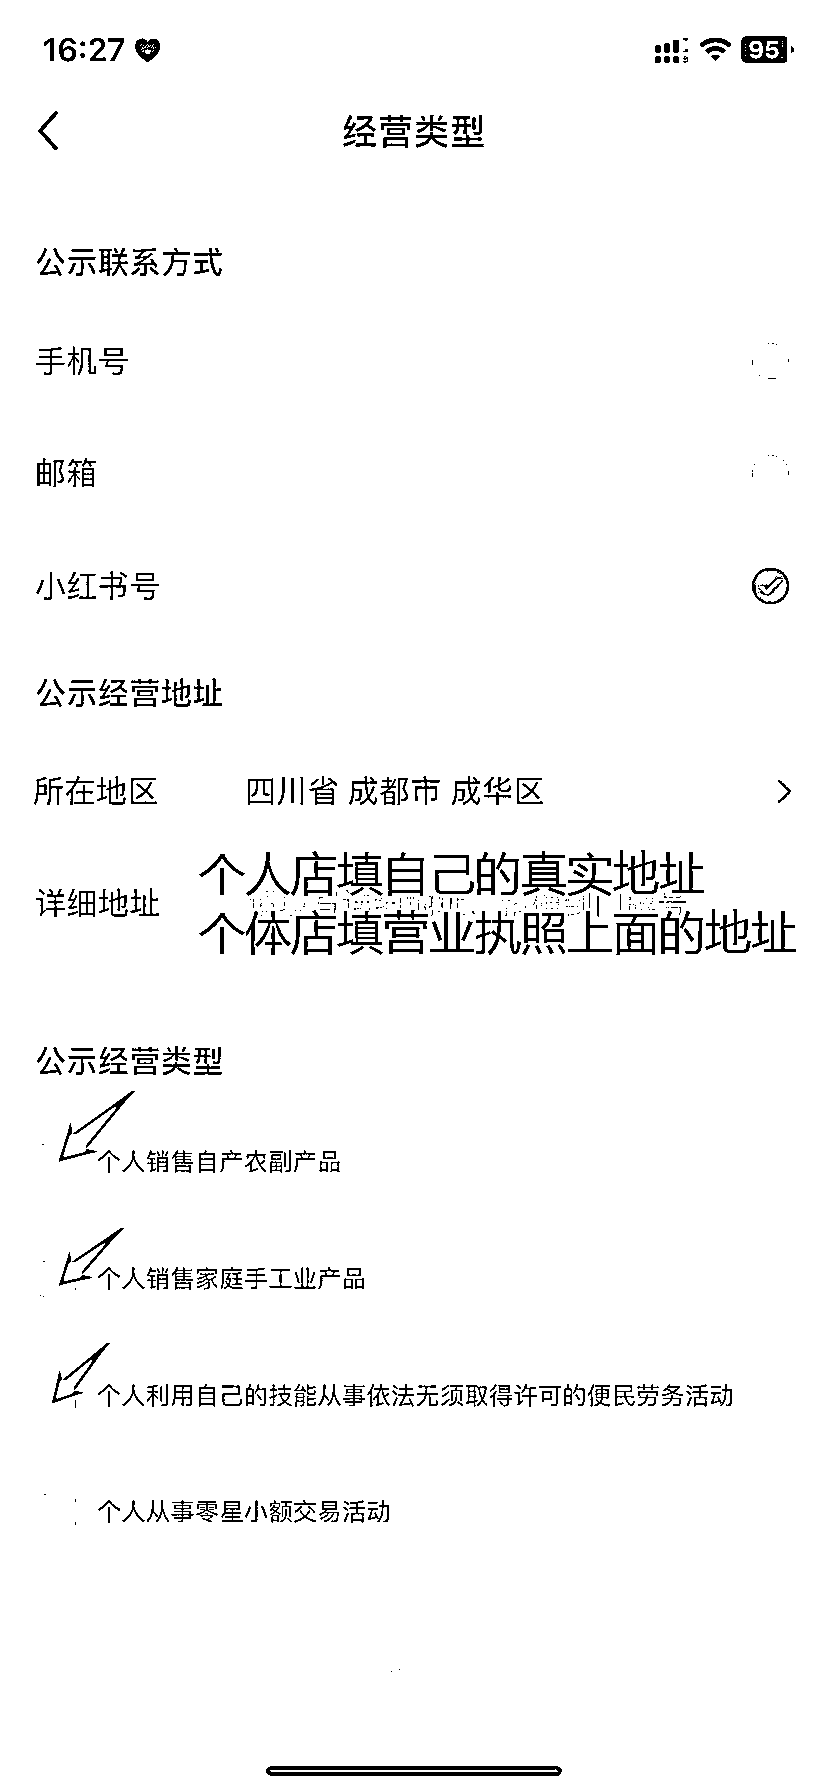 16:27
95
经营类型
公示联系方式
手机号
邮箱
小红书号
公示经营地址
所在地区 四川省 成都市 成华区
个人店填自己的真实地址
详细地址
个体店填营业执照上面的地址
公示经营类型
个人销售自产农副产品
个人销售家庭手工业产品
个人利用自己的技能从事依法无须取得许可的便民劳务活动
个人从事零星小额交易活动